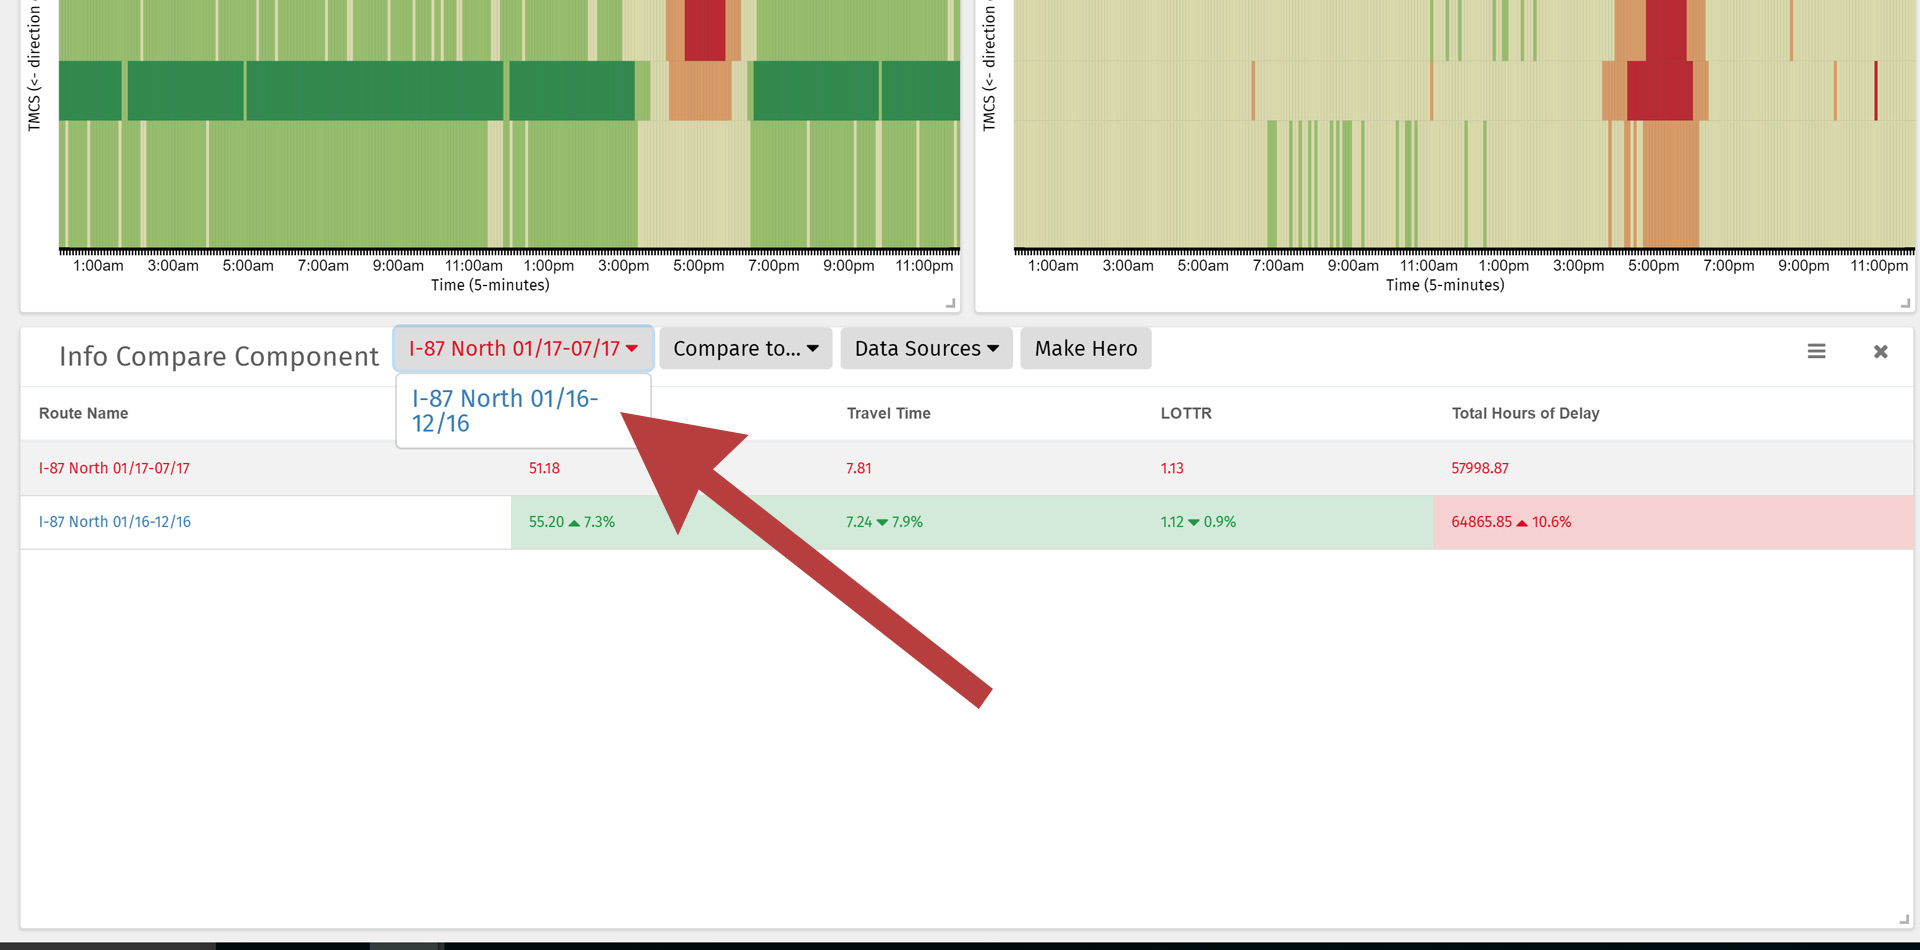 TMCS (<- direction
1:00am 3:00am 5:00am 7:00am 9:00am 11:00am 1:00pm 3:00pm 5:00pm 7:00pm 9:00pm 11:00pm
Time (5-minutes)
TMCS (<- direction
1:00am 3:00am 5:00am 7:00am 9:00am 11:00am 1:00pm 3:00pm 5:00pm 7:00pm 9:00pm 11:00pm
Time (5-minutes)
Info Compare Component I-87 North 01/17-07/17 Compare to... Data Sources Make Hero
I-87 North 01/16-
12/16
Route Name Travel Time LOTTR Total Hours of Delay
I-87 North 01/17-07/17 51.18 7.81 1.13 57998.87
I-87 North 01/16-12/16 55.20 ▲ 7.3% 7.24 ▼ 7.9% 1.12 ▼ 0.9% 64865.85 ▲ 10.6%